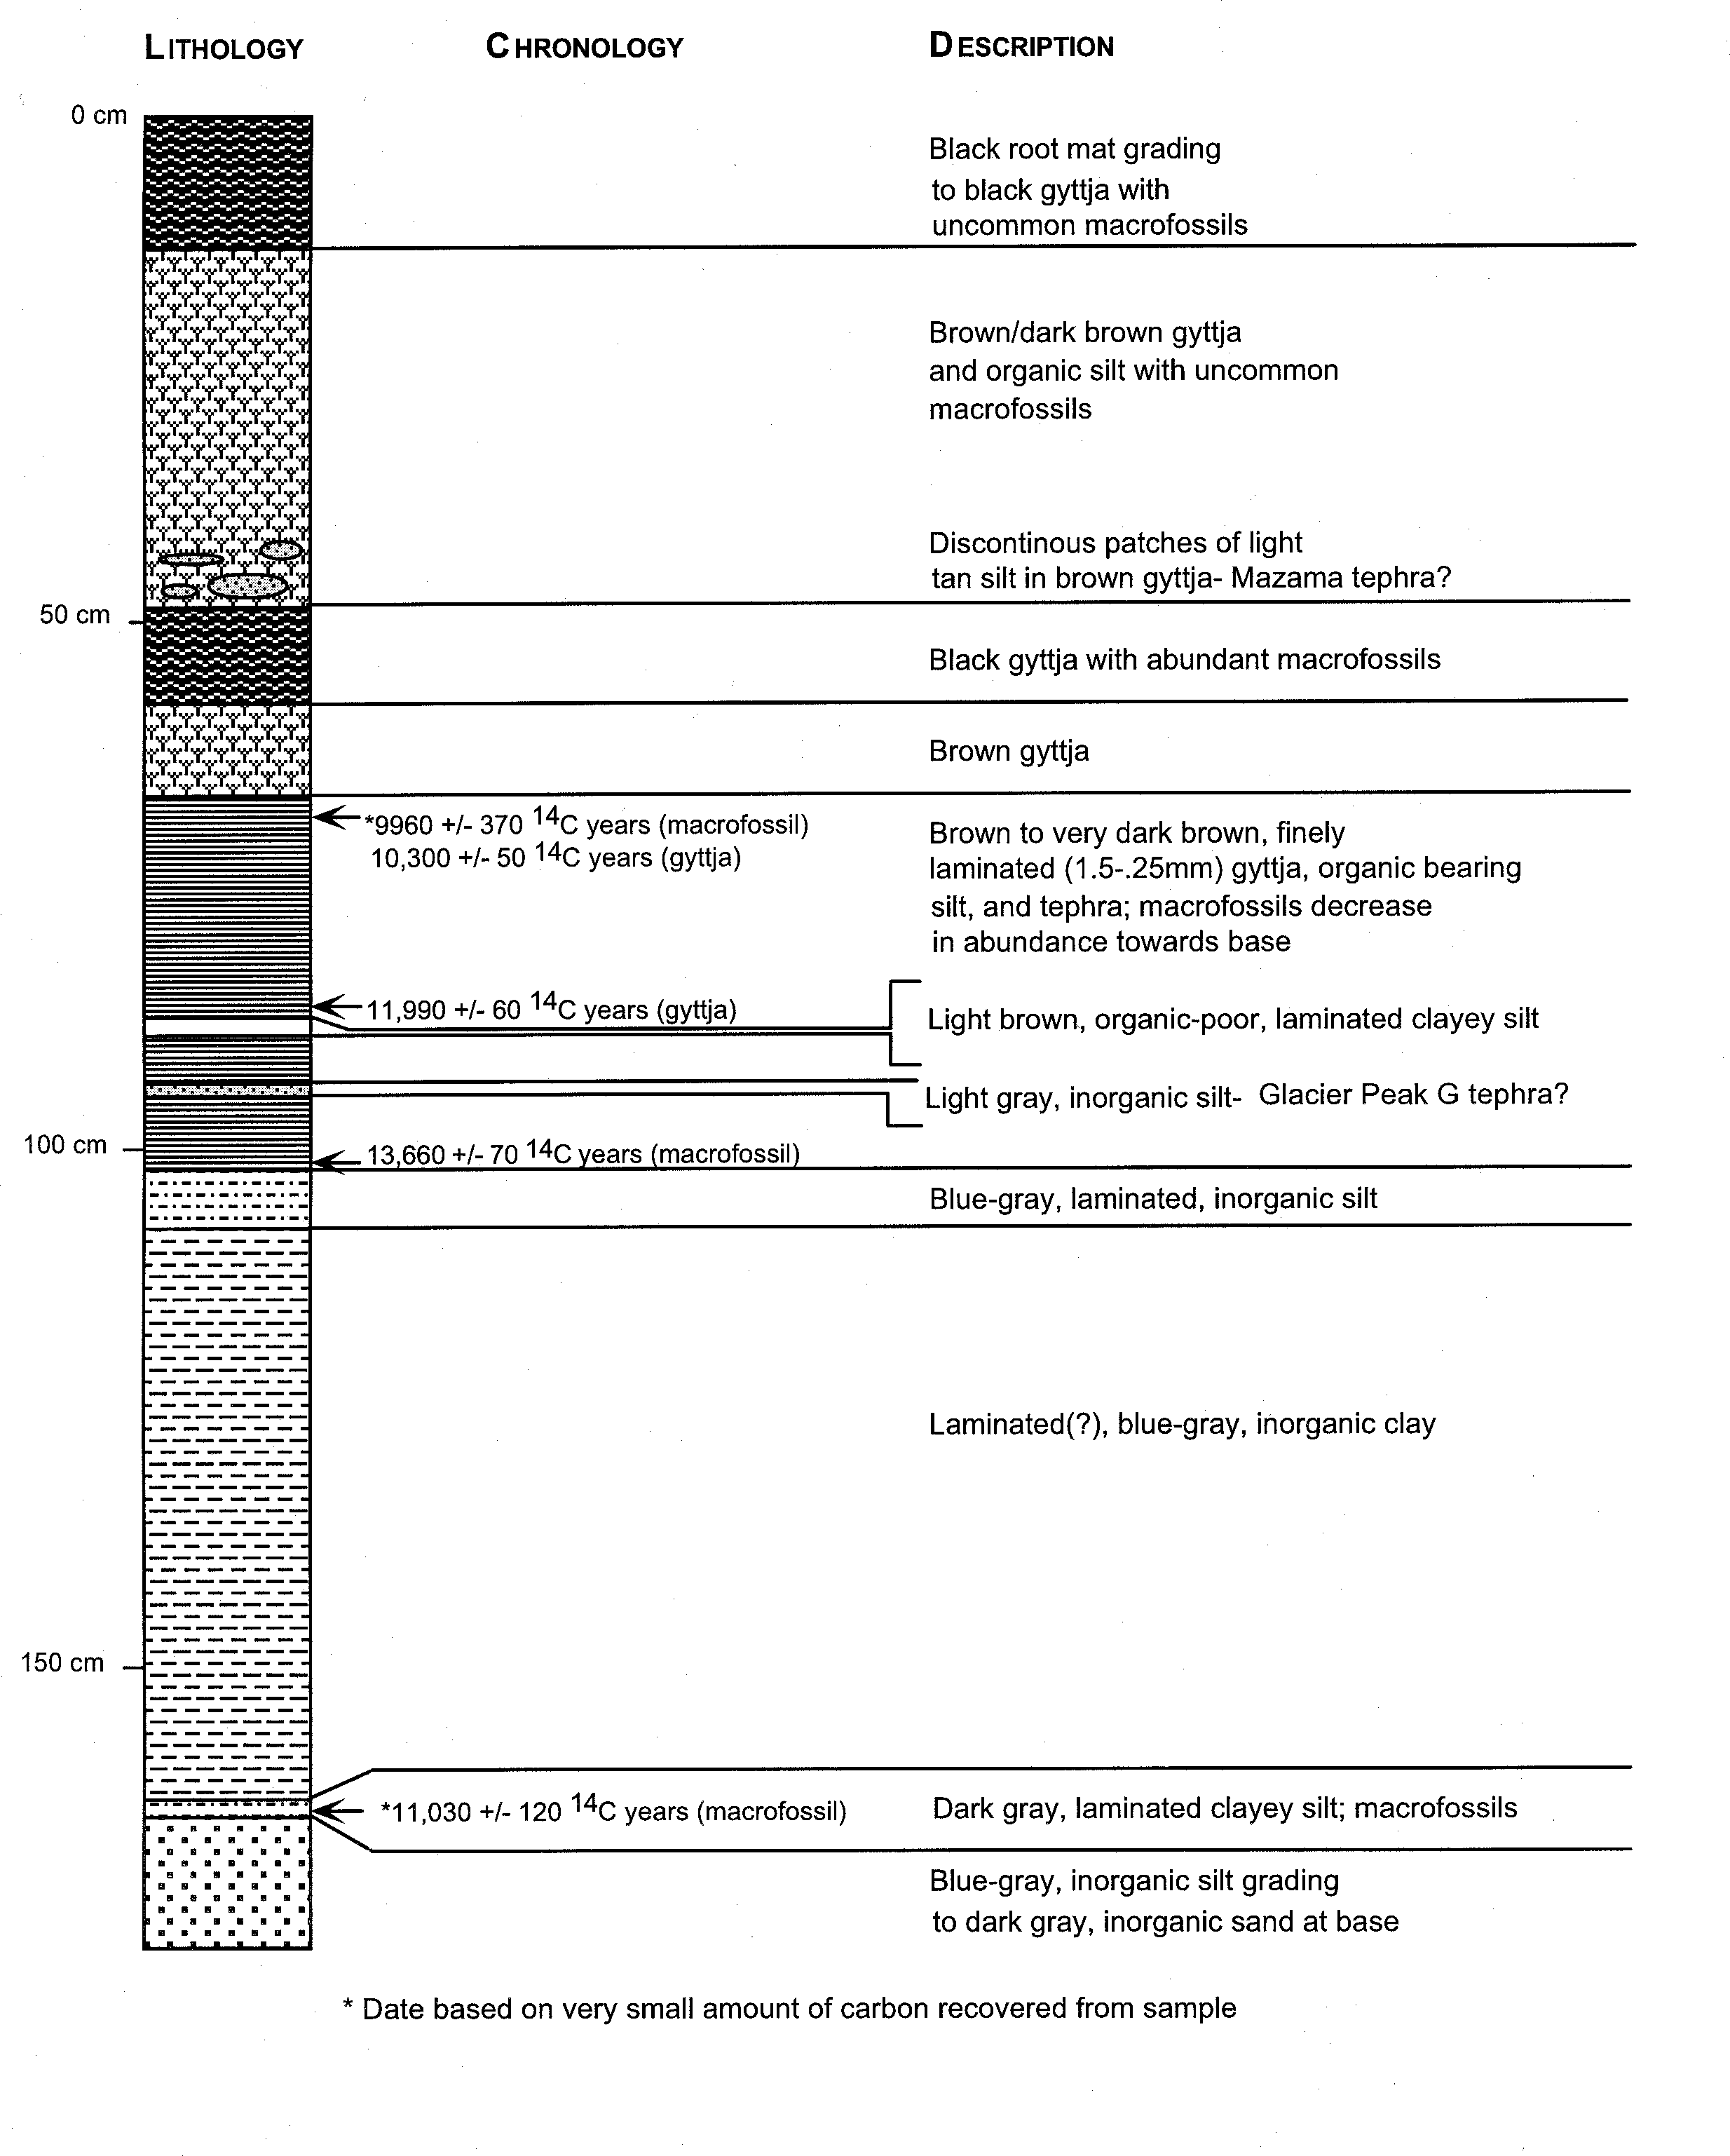 LITHOLOGY CHRONOLOGY DESCRIPTION
0 cm
Black root mat grading
to black gyttja with
uncommon macrofossils
Brown/dark brown gyttja
and organic silt with uncommon
macrofossils
Discontinous patches of light
tan silt in brown gyttja- Mazama tephra?
50 cm
Black gyttja with abundant macrofossils
Brown gyttja
*9960 +/- 370 14C years (macrofossil)
10,300 +/- 50 14C years (gyttja)
Brown to very dark brown, finely
laminated (1.5-.25mm) gyttja, organic bearing
silt, and tephra; macrofossils decrease
in abundance towards base
11,990 +/- 60 14C years (gyttja)
Light brown, organic-poor, laminated clayey silt
Light gray, inorganic silt- Glacier Peak G tephra?
100 cm
13,660 +/- 70 14C years (macrofossil)
Blue-gray, laminated, inorganic silt
Laminated(?), blue-gray, inorganic clay
150 cm
*11,030 +/- 120 14C years (macrofossil)
Dark gray, laminated clayey silt; macrofossils
Blue-gray, inorganic silt grading
to dark gray, inorganic sand at base
* Date based on very small amount of carbon recovered from sample